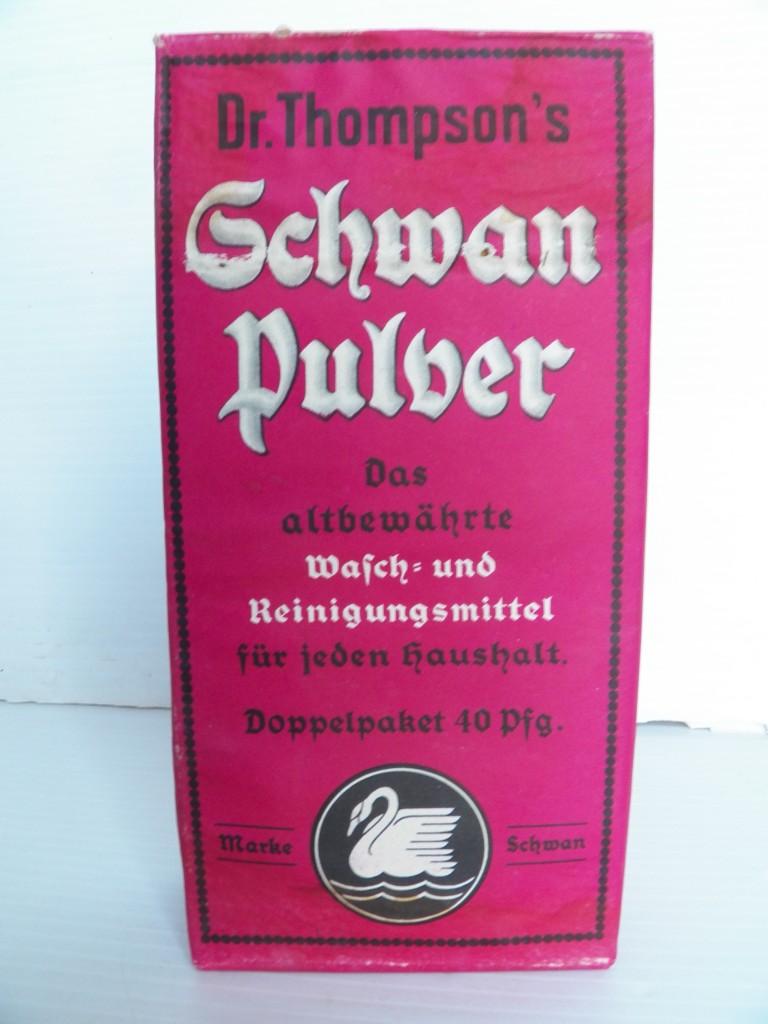 Dr. Thompson's
Schwan
Pulver
Das
altbewährte
Waſch- und
Reinigungsmittel
für jeden Haushalt.
Doppelpaket 40 Pfg.
Marke Schwan